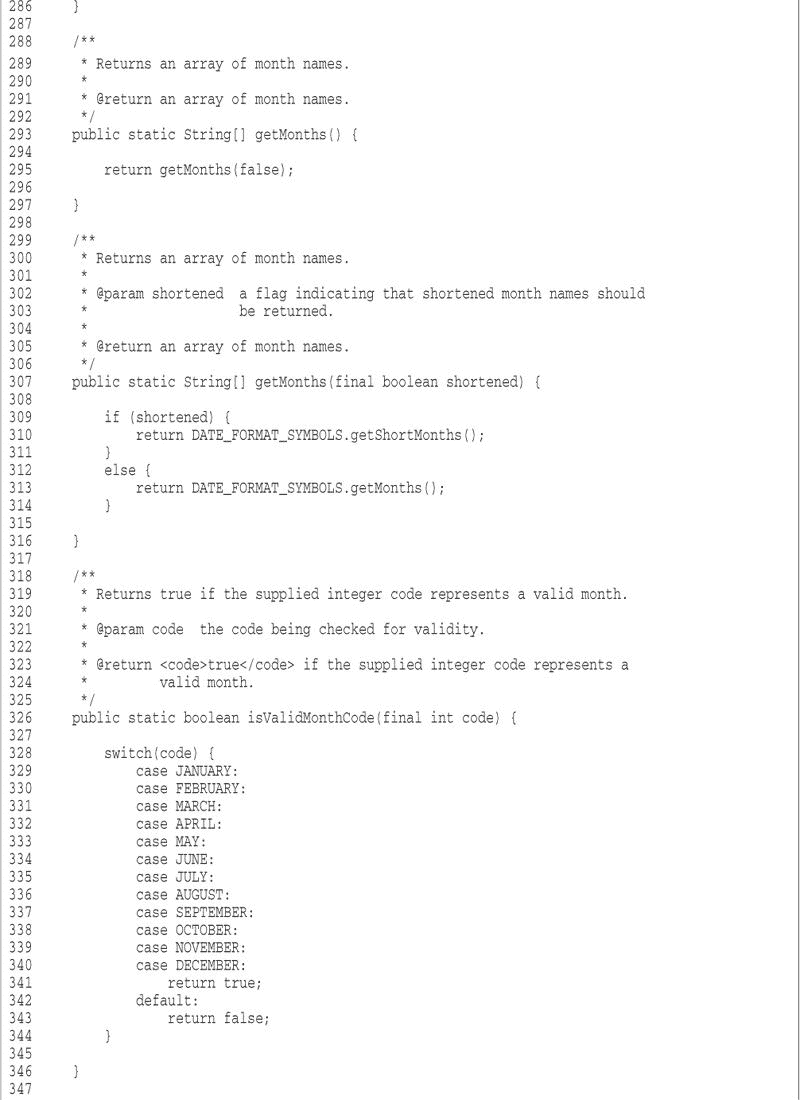 286     }
287
288     /**
289      * Returns an array of month names.
290      *
291      * @return an array of month names.
292      */
293     public static String[] getMonths() {
294
295         return getMonths(false);
296
297     }
298
299     /**
300      * Returns an array of month names.
301      *
302      * @param shortened  a flag indicating that shortened month names should
303      *                   be returned.
304      *
305      * @return an array of month names.
306      */
307     public static String[] getMonths(final boolean shortened) {
308
309         if (shortened) {
310             return DATE_FORMAT_SYMBOLS.getShortMonths();
311         }
312         else {
313             return DATE_FORMAT_SYMBOLS.getMonths();
314         }
315
316     }
317
318     /**
319      * Returns true if the supplied integer code represents a valid month.
320      *
321      * @param code  the code being checked for validity.
322      *
323      * @return <code>true</code> if the supplied integer code represents a
324      *         valid month.
325      */
326     public static boolean isValidMonthCode(final int code) {
327
328         switch(code) {
329             case JANUARY:
330             case FEBRUARY:
331             case MARCH:
332             case APRIL:
333             case MAY:
334             case JUNE:
335             case JULY:
336             case AUGUST:
337             case SEPTEMBER:
338             case OCTOBER:
339             case NOVEMBER:
340             case DECEMBER:
341                 return true;
342             default:
343                 return false;
344         }
345
346     }
347